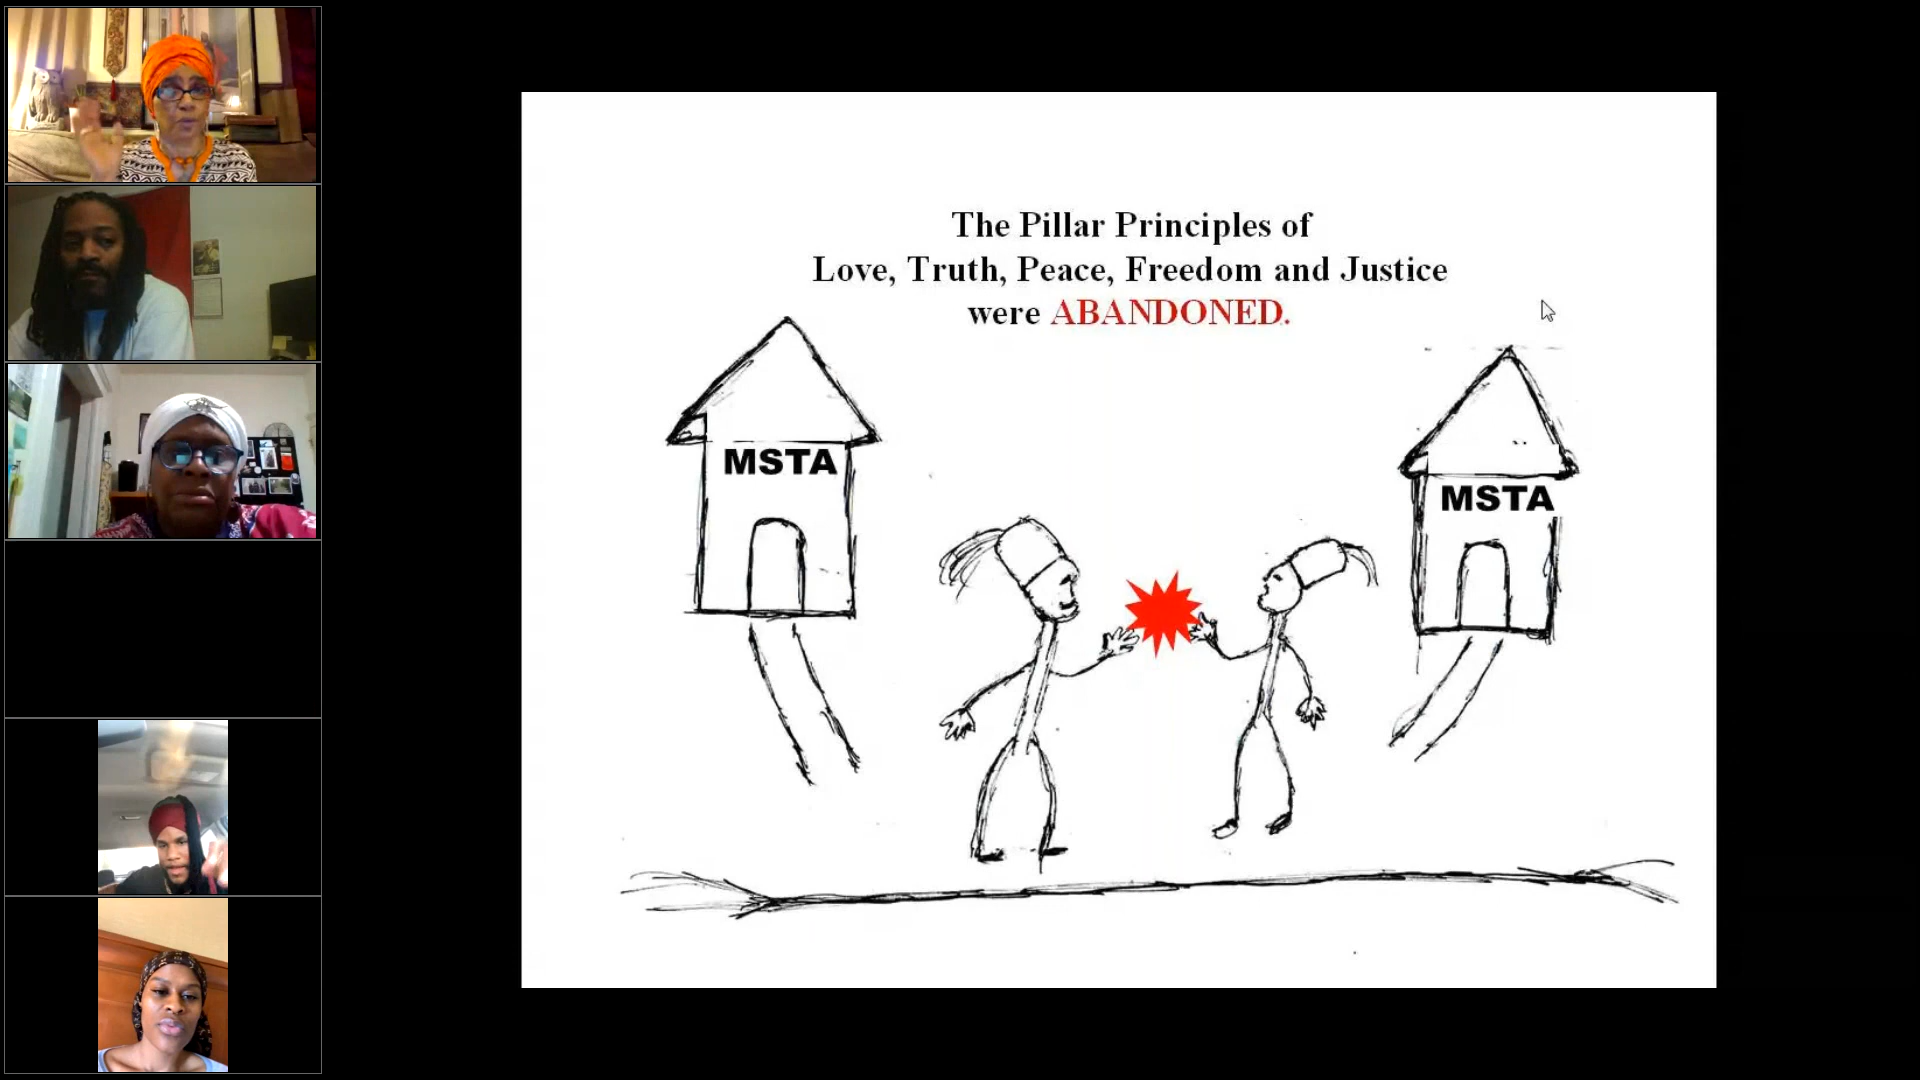 The Pillar Principles of
Love, Truth, Peace, Freedom and Justice
were ABANDONED.
MSTA
MSTA